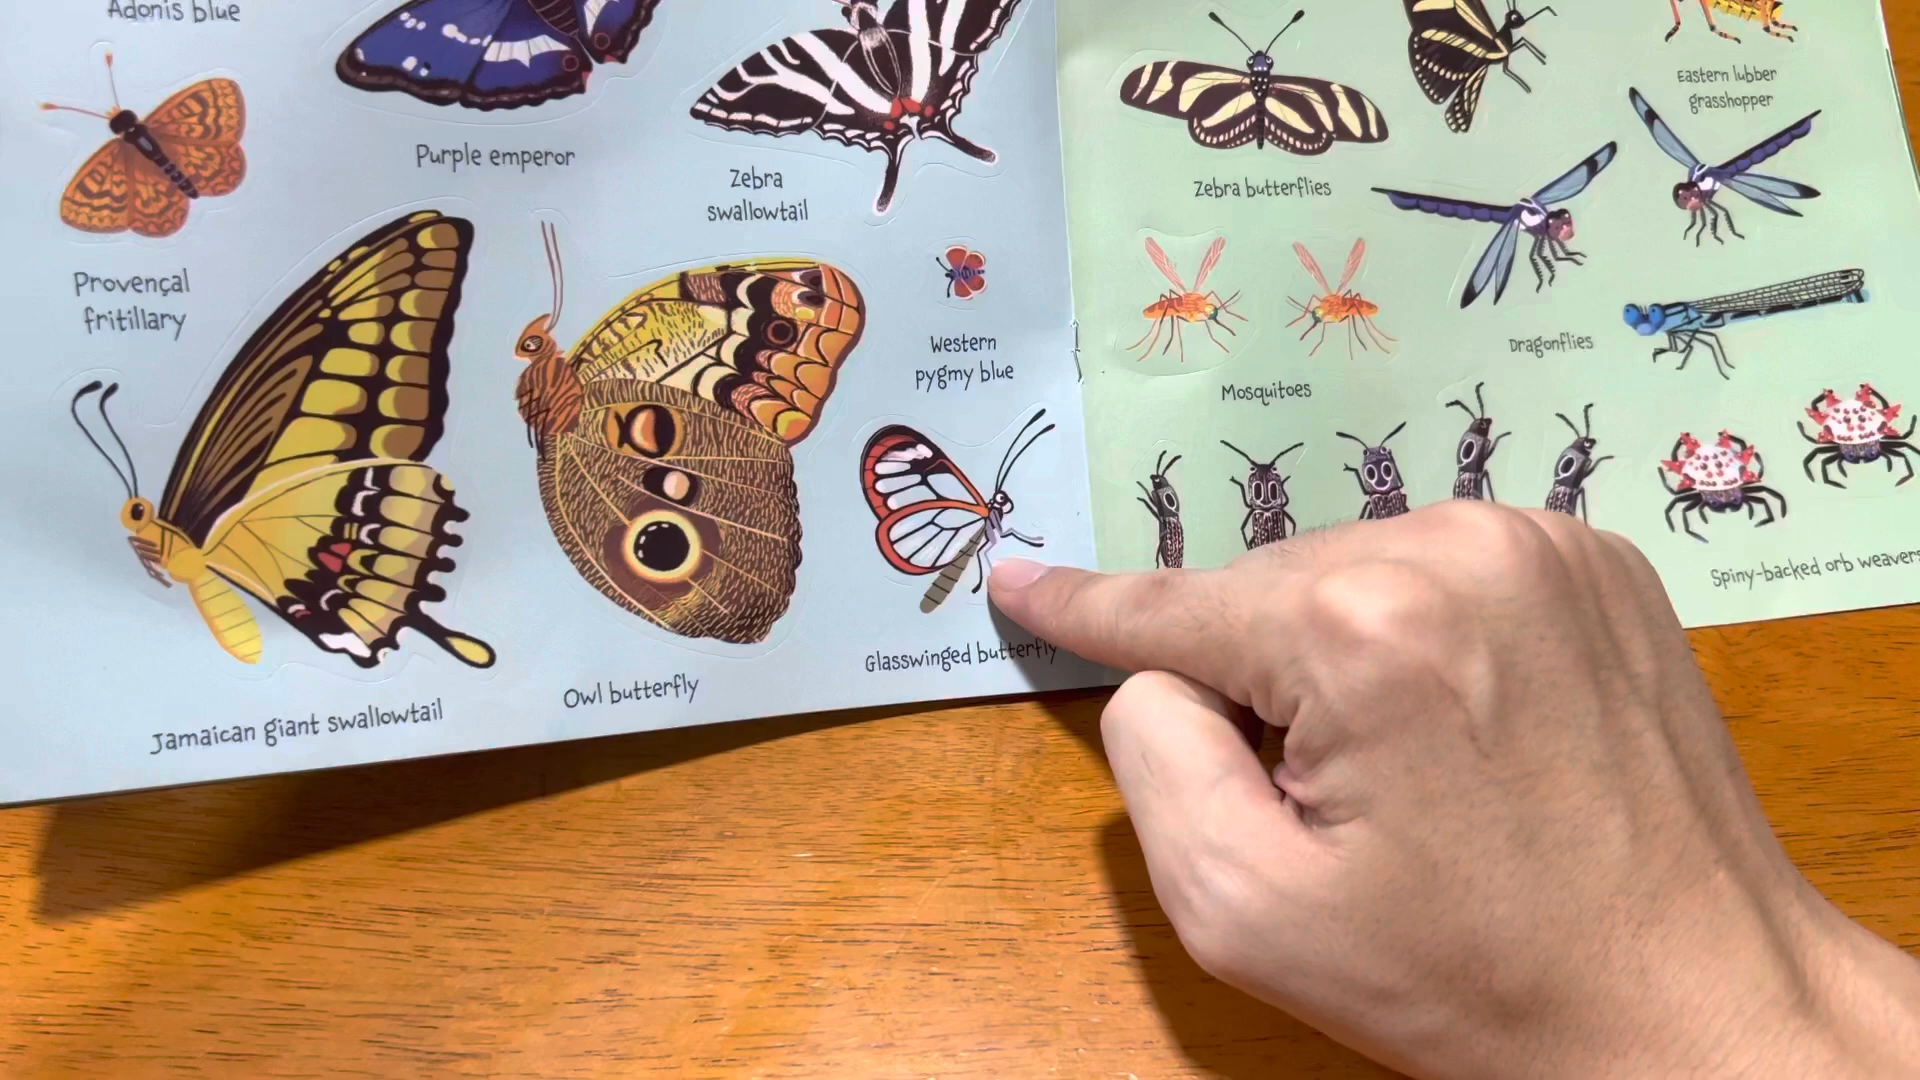 Adonis blue
Purple emperor
Zebra
swallowtail
Provençal
fritillary
Western
pygmy blue
Jamaican giant swallowtail
Owl butterfly
Glasswinged butterfly
Eastern lubber
grasshopper
Zebra butterflies
Dragonflies
Mosquitoes
Spiny-backed orb weavers